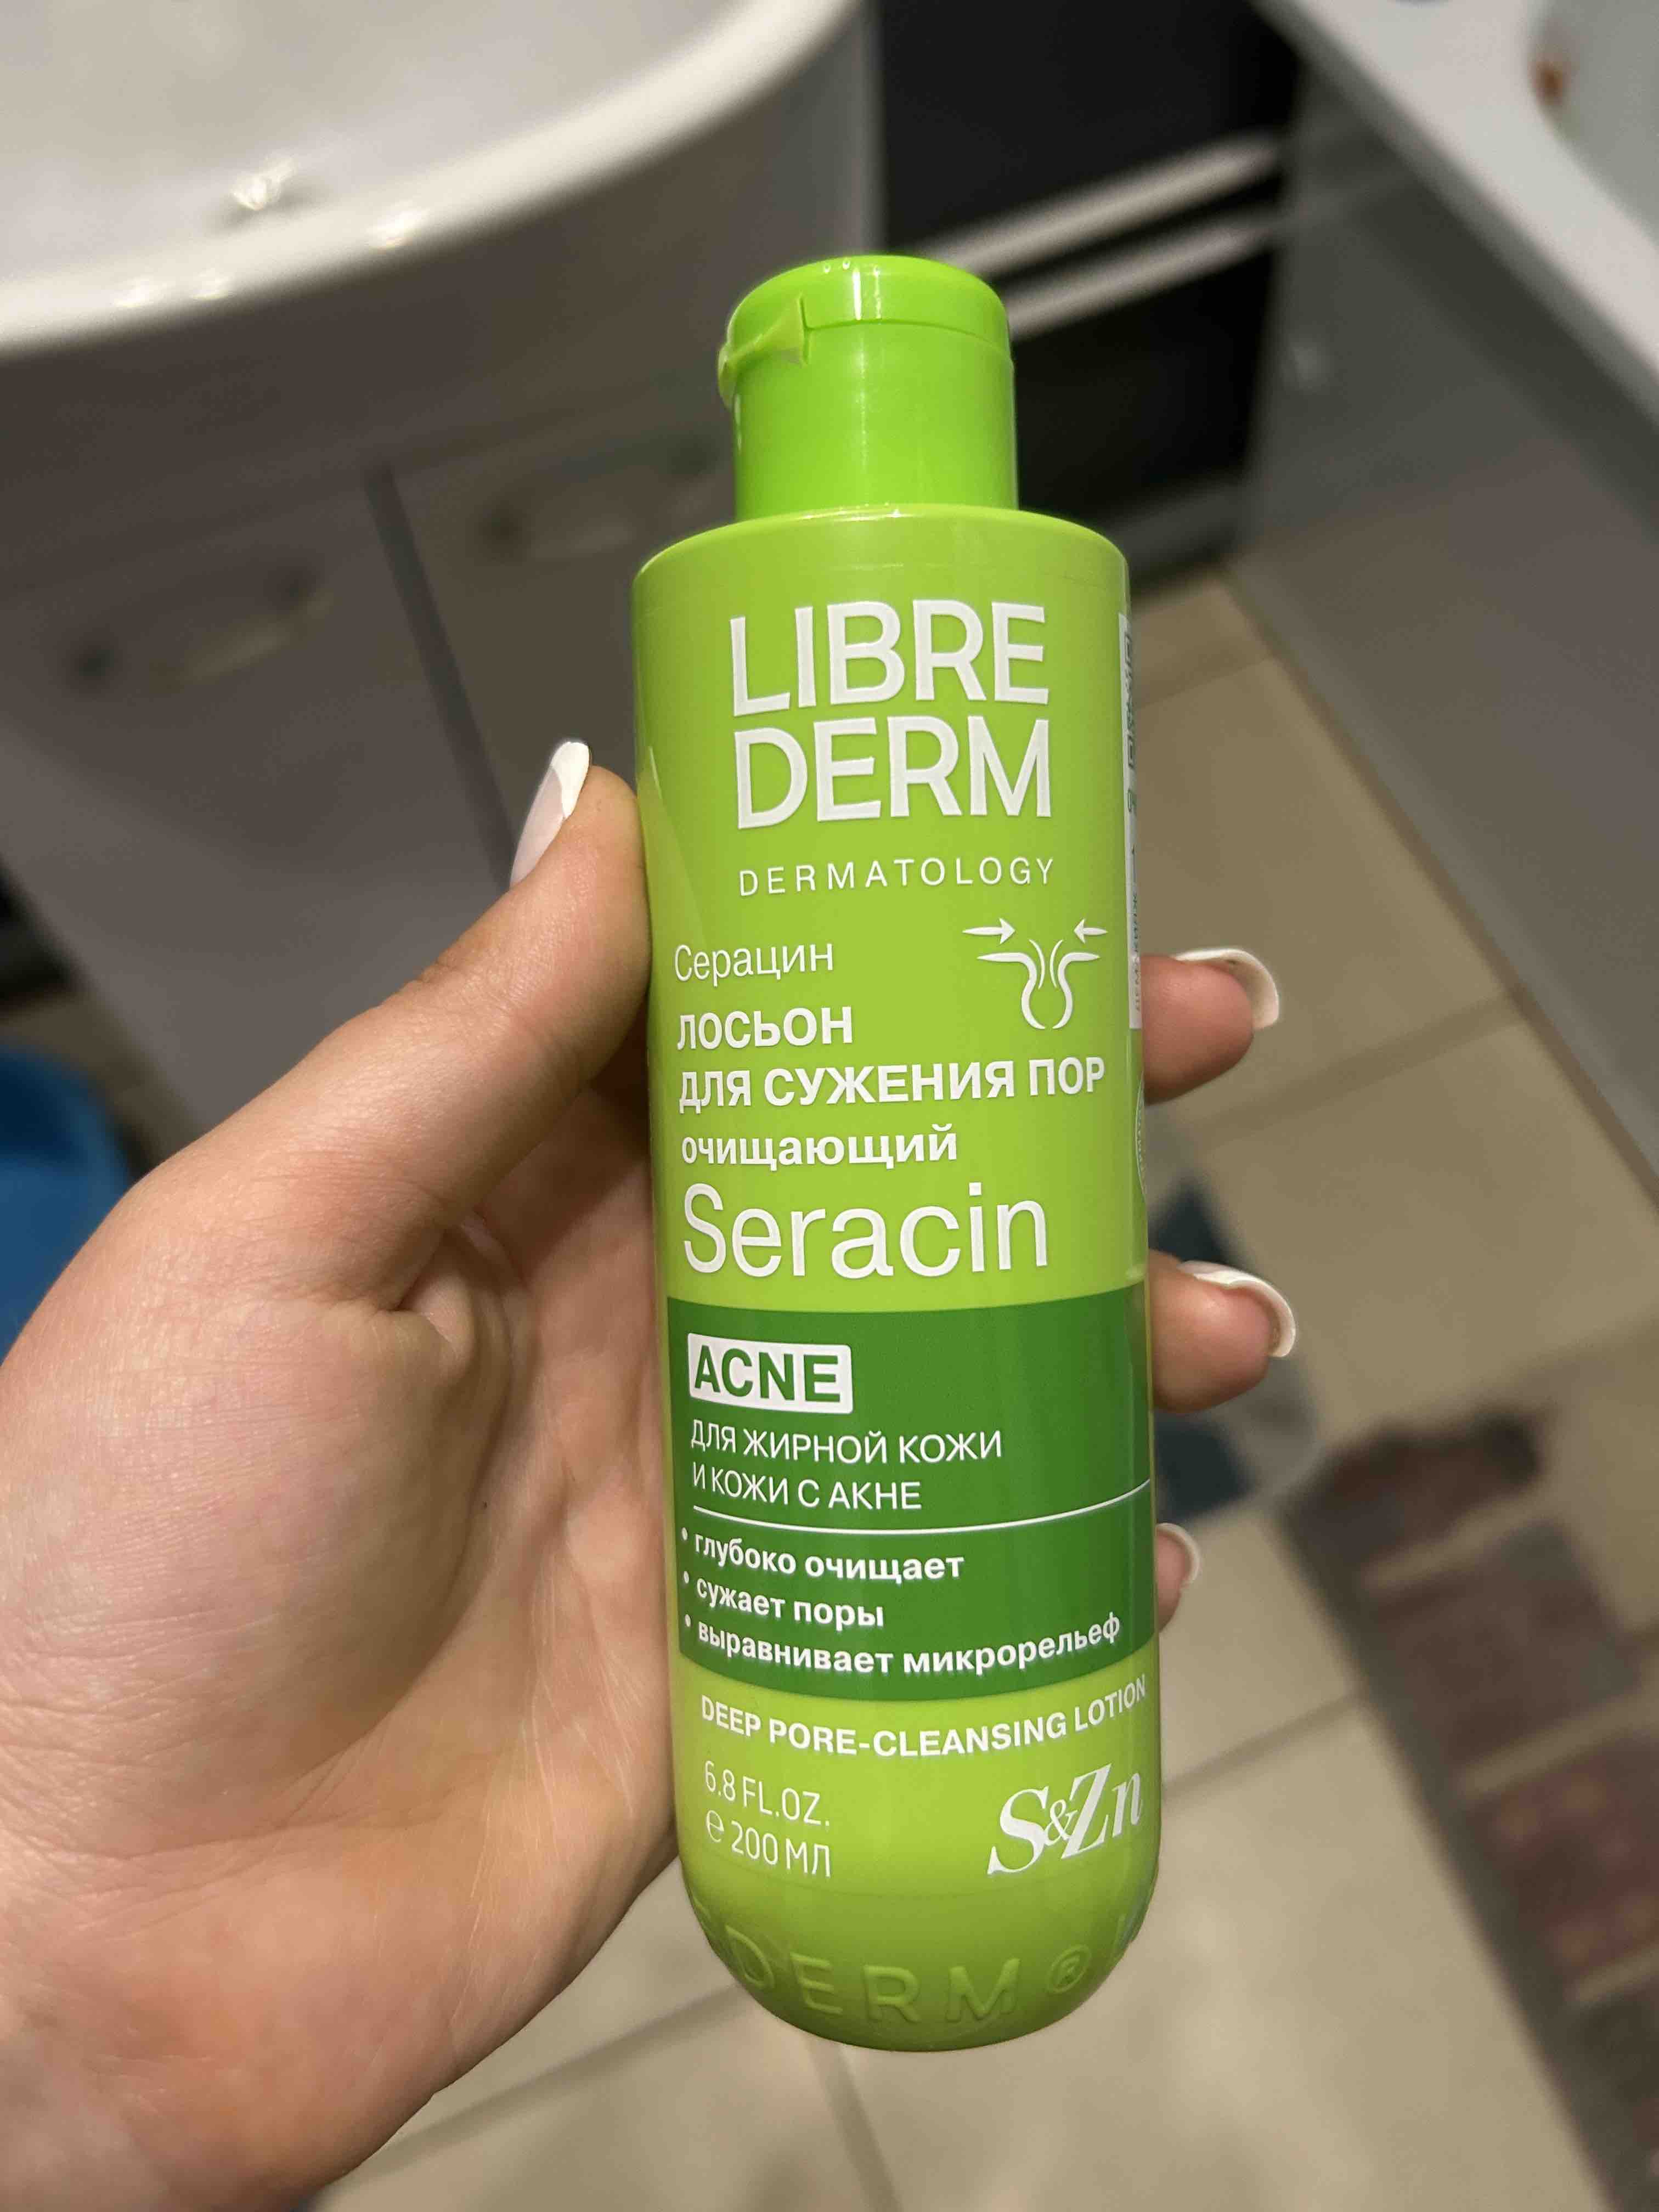 LIBRE
DERM
DERMATOLOGY
Серацин
ЛОСЬОН
ДЛЯ СУЖЕНИЯ ПОР
очищающий
Seracin
ACNE
ДЛЯ ЖИРНОЙ КОЖИ
И КОЖИ С АКНЕ
• глубоко очищает
• сужает поры
• выравнивает микрорельеф
DEEP PORE-CLEANSING LOTION
6.8 FL.OZ.
℮ 200 МЛ
S&Zn
DERM®